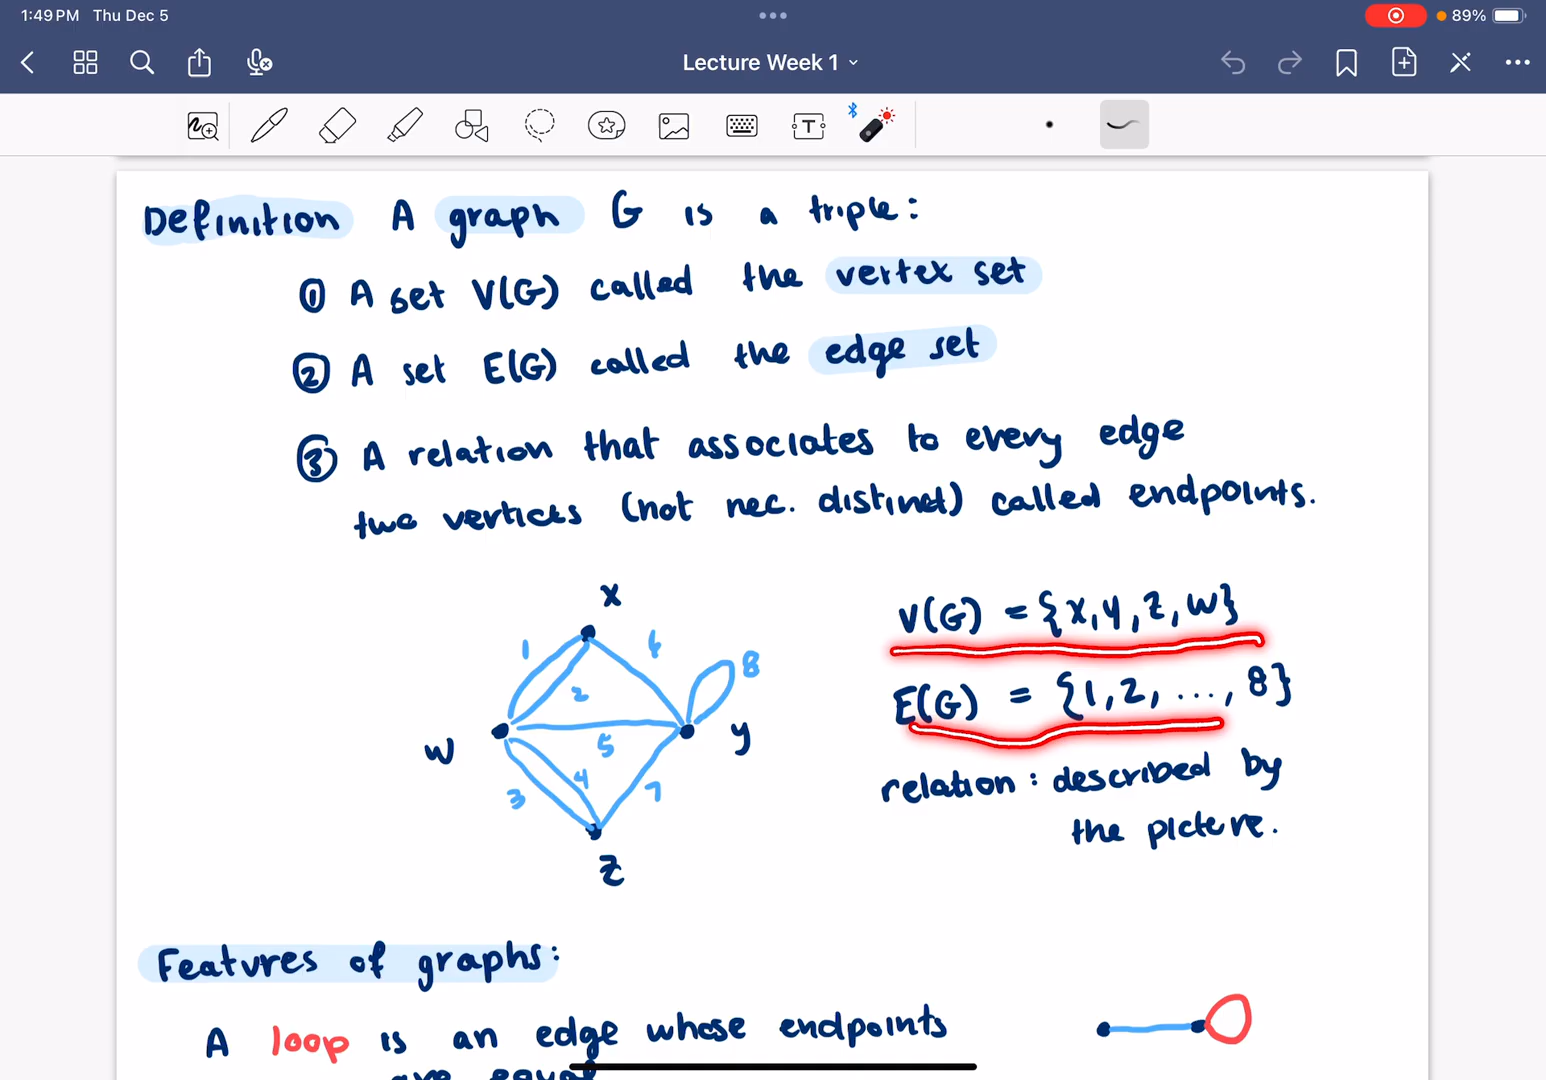 1:49 PM Thu Dec 5
89%
Lecture Week 1
T
Definition A graph G is a triple:
① A set V(G) called the vertex set
② A set E(G) called the edge set
③ A relation that associates to every edge
two vertices (not nec. distinct) called endpoints.
x
1
6
8
2
V(G) = {x,y,z,w}
E(G) = {1,2, ..., 8}
w
5
y
3
4
7
relation: described by
the picture.
z
Features of graphs:
A loop is an edge whose endpoints
are equal